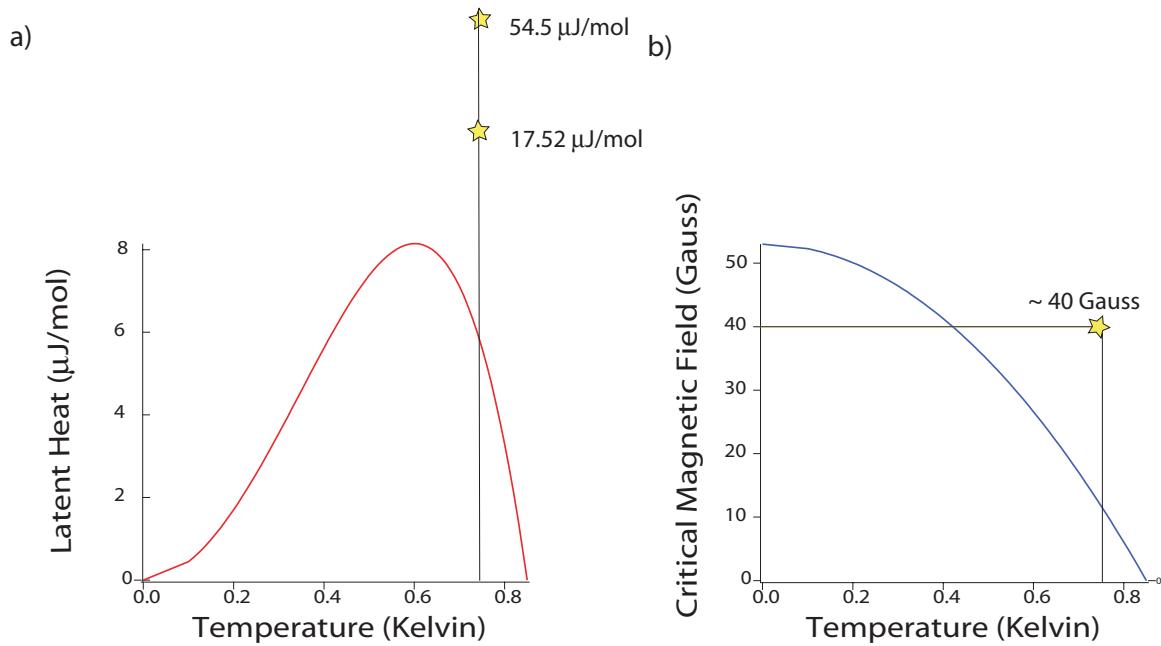 a)
54.5 µJ/mol
17.52 µJ/mol
Latent Heat (µJ/mol)
8
6
4
2
0
0.0 0.2 0.4 0.6 0.8
Temperature (Kelvin)
b)
Critical Magnetic Field (Gauss)
~ 40 Gauss
50
40
30
20
10
0
0
0.0 0.2 0.4 0.6 0.8
Temperature (Kelvin)